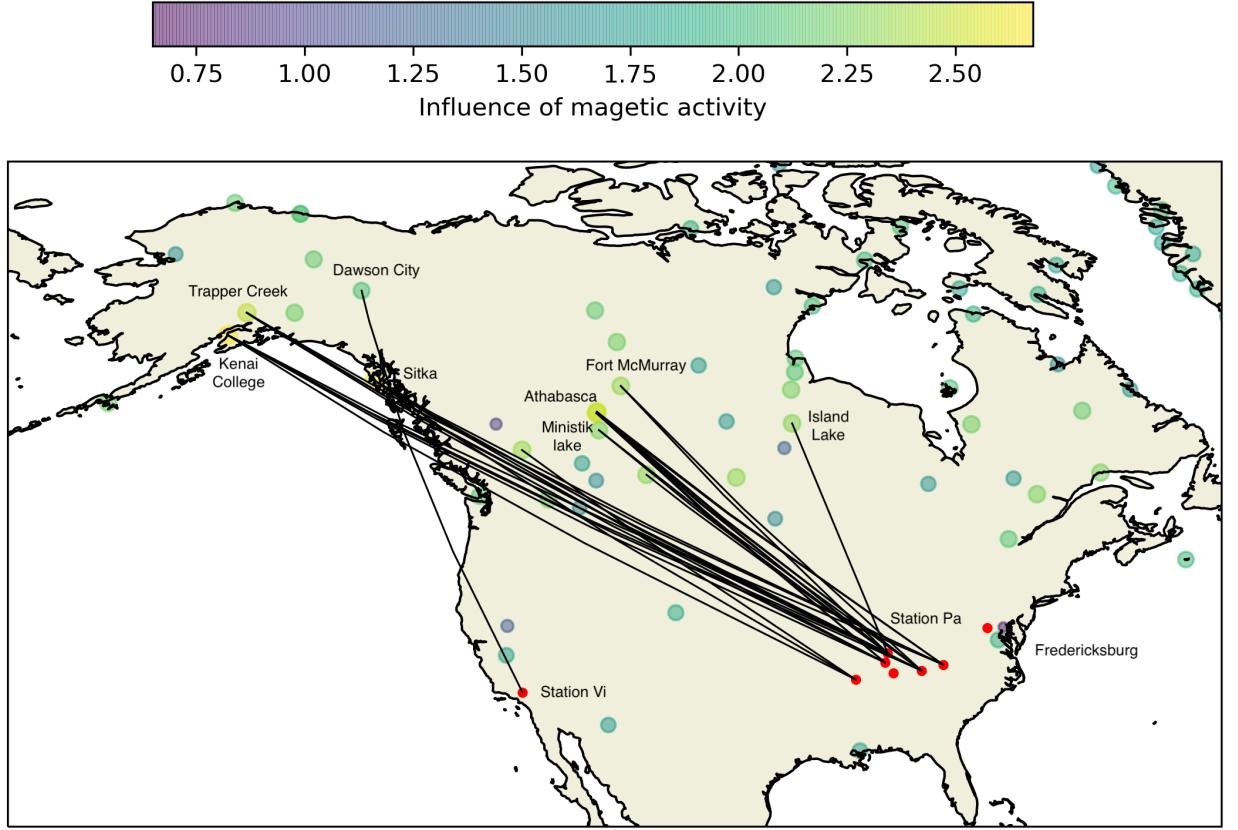 0.75 1.00 1.25 1.50 1.75 2.00 2.25 2.50
Influence of magetic activity
Dawson City
Trapper Creek
Kenai
College
Sitka
Fort McMurray
Athabasca
Ministik
lake
Island
Lake
Station Pa
Fredericksburg
Station Vi